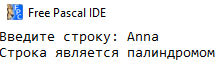 Free Pascal IDE
Введите строку: Anna
Строка является палиндромом